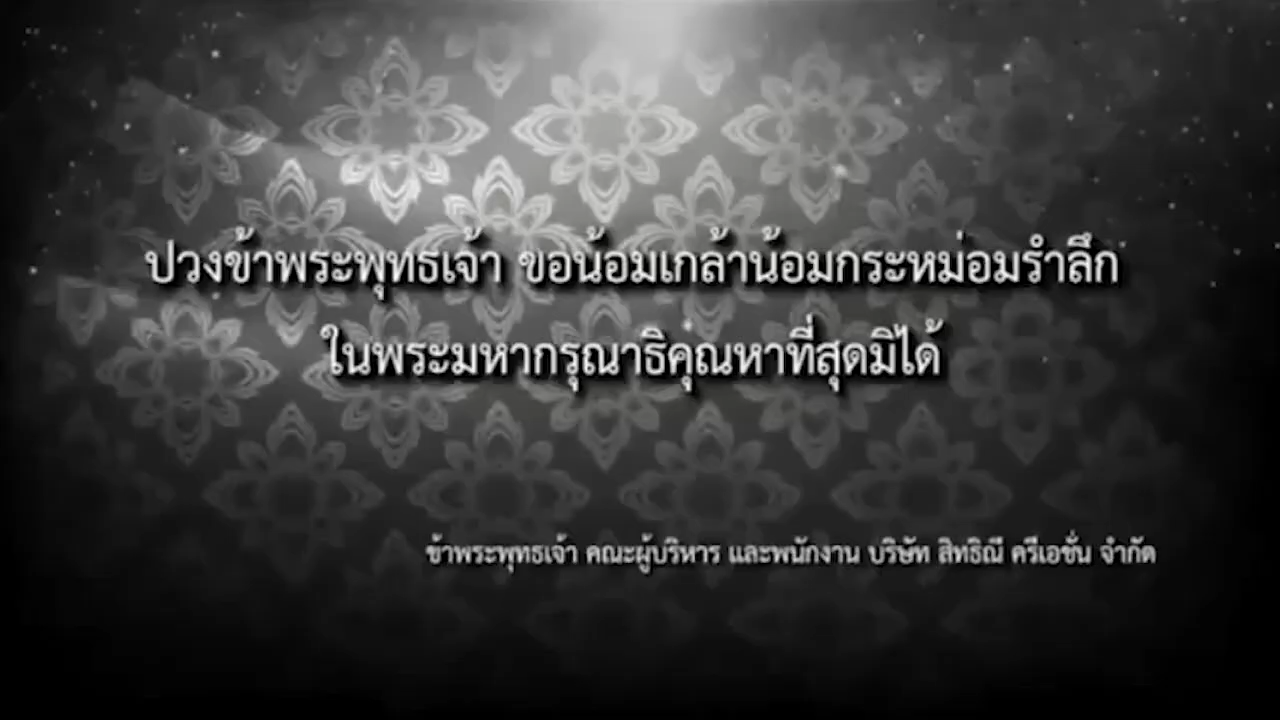 ปวงข้าพระพุทธเจ้า ขอน้อมเกล้าน้อมกระหม่อมรำลึก
ในพระมหากรุณาธิคุณหาที่สุดมิได้
ข้าพระพุทธเจ้า คณะผู้บริหาร และพนักงาน บริษัท สิทธิณี ครีเอชั่น จำกัด